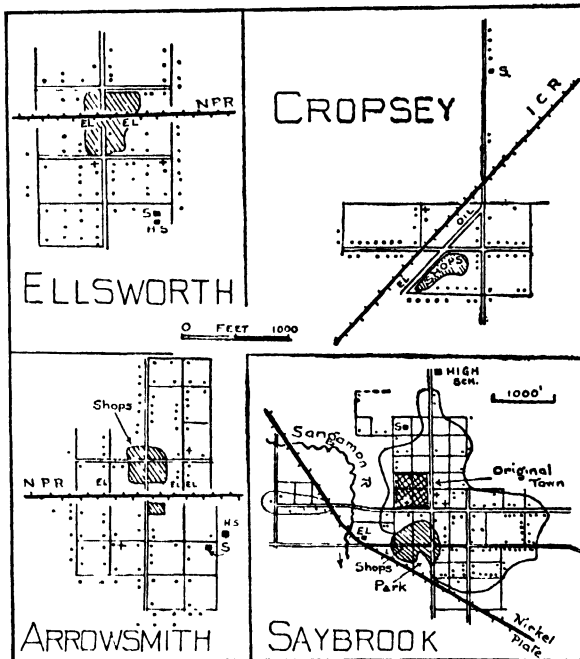 NPR
EL EL
S
HS
ELLSWORTH
CROPSEY
S.
ICR
OIL
EL
SHOPS
0 FEET 1000
Shops
NPR
EL
EL EL
HS
S
ARROWSMITH
HIGH
SCH.
1000'
S
Sangamon R
Original
Town
EL
Shops
Park
Nickel
Plate
SAYBROOK